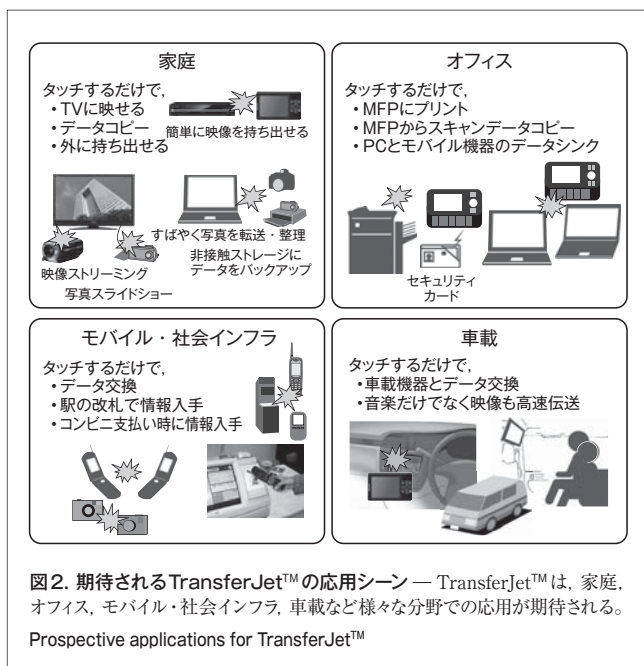 家庭
タッチするだけで,
・TVに映せる
・データコピー
・外に持ち出せる
簡単に映像を持ち出せる
すばやく写真を転送・整理
映像ストリーミング
写真スライドショー
非接触ストレージに
データをバックアップ
オフィス
タッチするだけで,
・MFPにプリント
・MFPからスキャンデータコピー
・PCとモバイル機器のデータシンク
セキュリティ
カード
モバイル・社会インフラ
タッチするだけで,
・データ交換
・駅の改札で情報入手
・コンビニ支払い時に情報入手
車載
タッチするだけで,
・車載機器とデータ交換
・音楽だけでなく映像も高速伝送
図2. 期待されるTransferJet™の応用シーン — TransferJet™は, 家庭,
オフィス, モバイル・社会インフラ, 車載など様々な分野での応用が期待される。
Prospective applications for TransferJet™